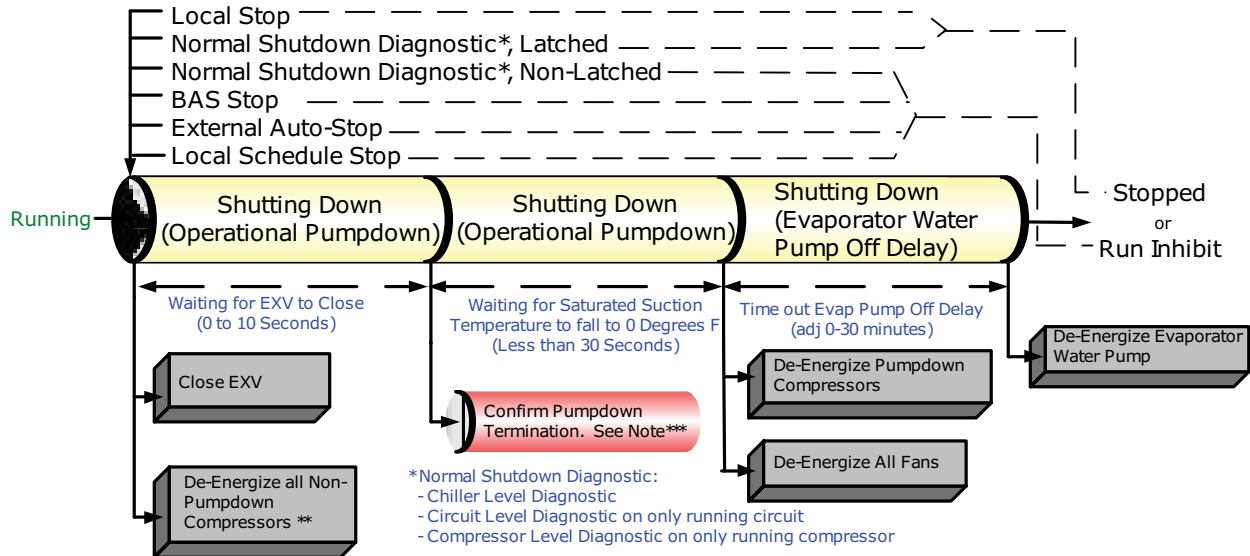 Local Stop
Normal Shutdown Diagnostic*, Latched
Normal Shutdown Diagnostic*, Non-Latched
BAS Stop
External Auto-Stop
Local Schedule Stop
Running
Shutting Down
(Operational Pumpdown)
Shutting Down
(Operational Pumpdown)
Shutting Down
(Evaporator Water
Pump Off Delay)
Stopped
or
Run Inhibit
Waiting for EXV to Close
(0 to 10 Seconds)
Waiting for Saturated Suction
Temperature to fall to 0 Degrees F
(Less than 30 Seconds)
Time out Evap Pump Off Delay
(adj 0-30 minutes)
De-Energize Evaporator
Water Pump
Close EXV
De-Energize Pumpdown
Compressors
Confirm Pumpdown
Termination. See Note***
De-Energize All Fans
De-Energize all Non-
Pumpdown
Compressors **
*Normal Shutdown Diagnostic:
- Chiller Level Diagnostic
- Circuit Level Diagnostic on only running circuit
- Compressor Level Diagnostic on only running compressor